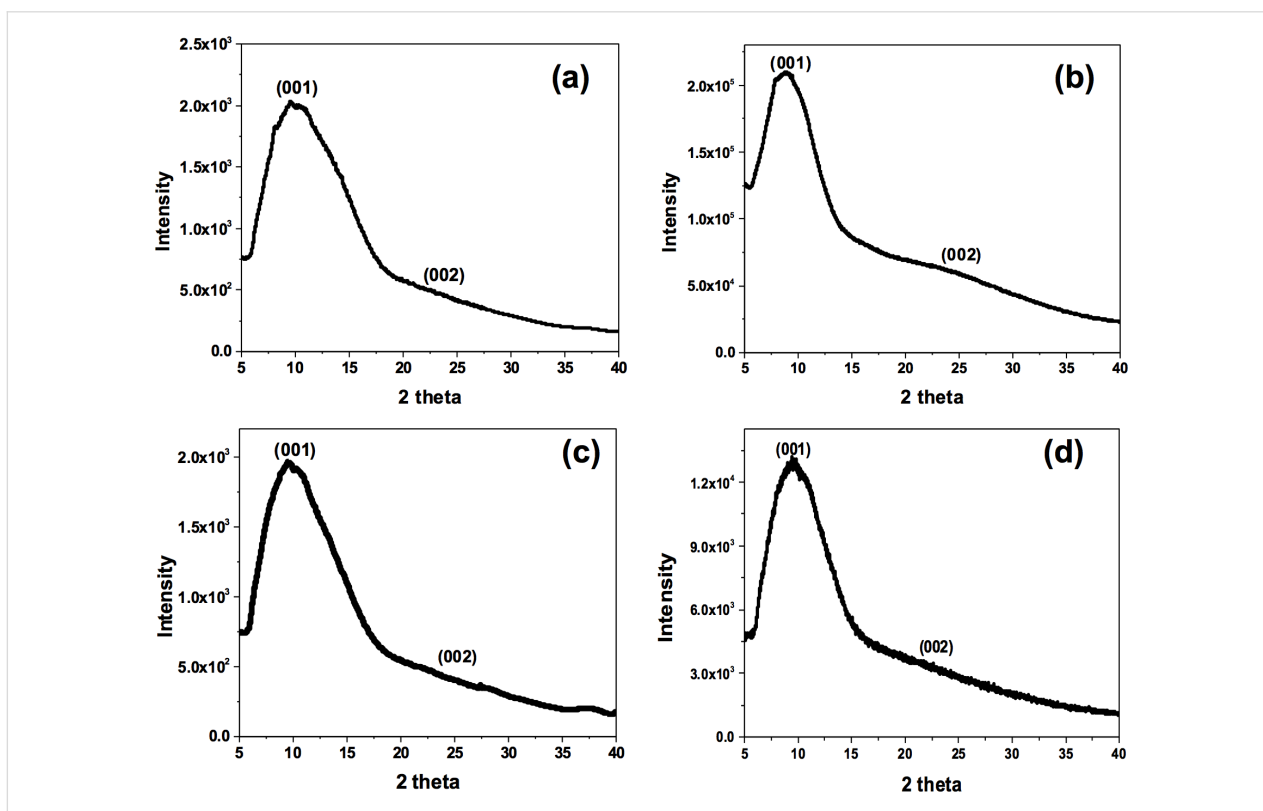 (a)
(001)
(002)
2.5x10³
2.0x10³
1.5x10³
1.0x10³
5.0x10²
0.0
Intensity
5 10 15 20 25 30 35 40
2 theta
(b)
(001)
(002)
2.0x10⁵
1.5x10⁵
1.0x10⁵
5.0x10⁴
0.0
Intensity
5 10 15 20 25 30 35 40
2 theta
(c)
(001)
(002)
2.0x10³
1.5x10³
1.0x10³
5.0x10²
0.0
Intensity
5 10 15 20 25 30 35 40
2 theta
(d)
(001)
(002)
1.2x10⁴
9.0x10³
6.0x10³
3.0x10³
0.0
Intensity
5 10 15 20 25 30 35 40
2 theta